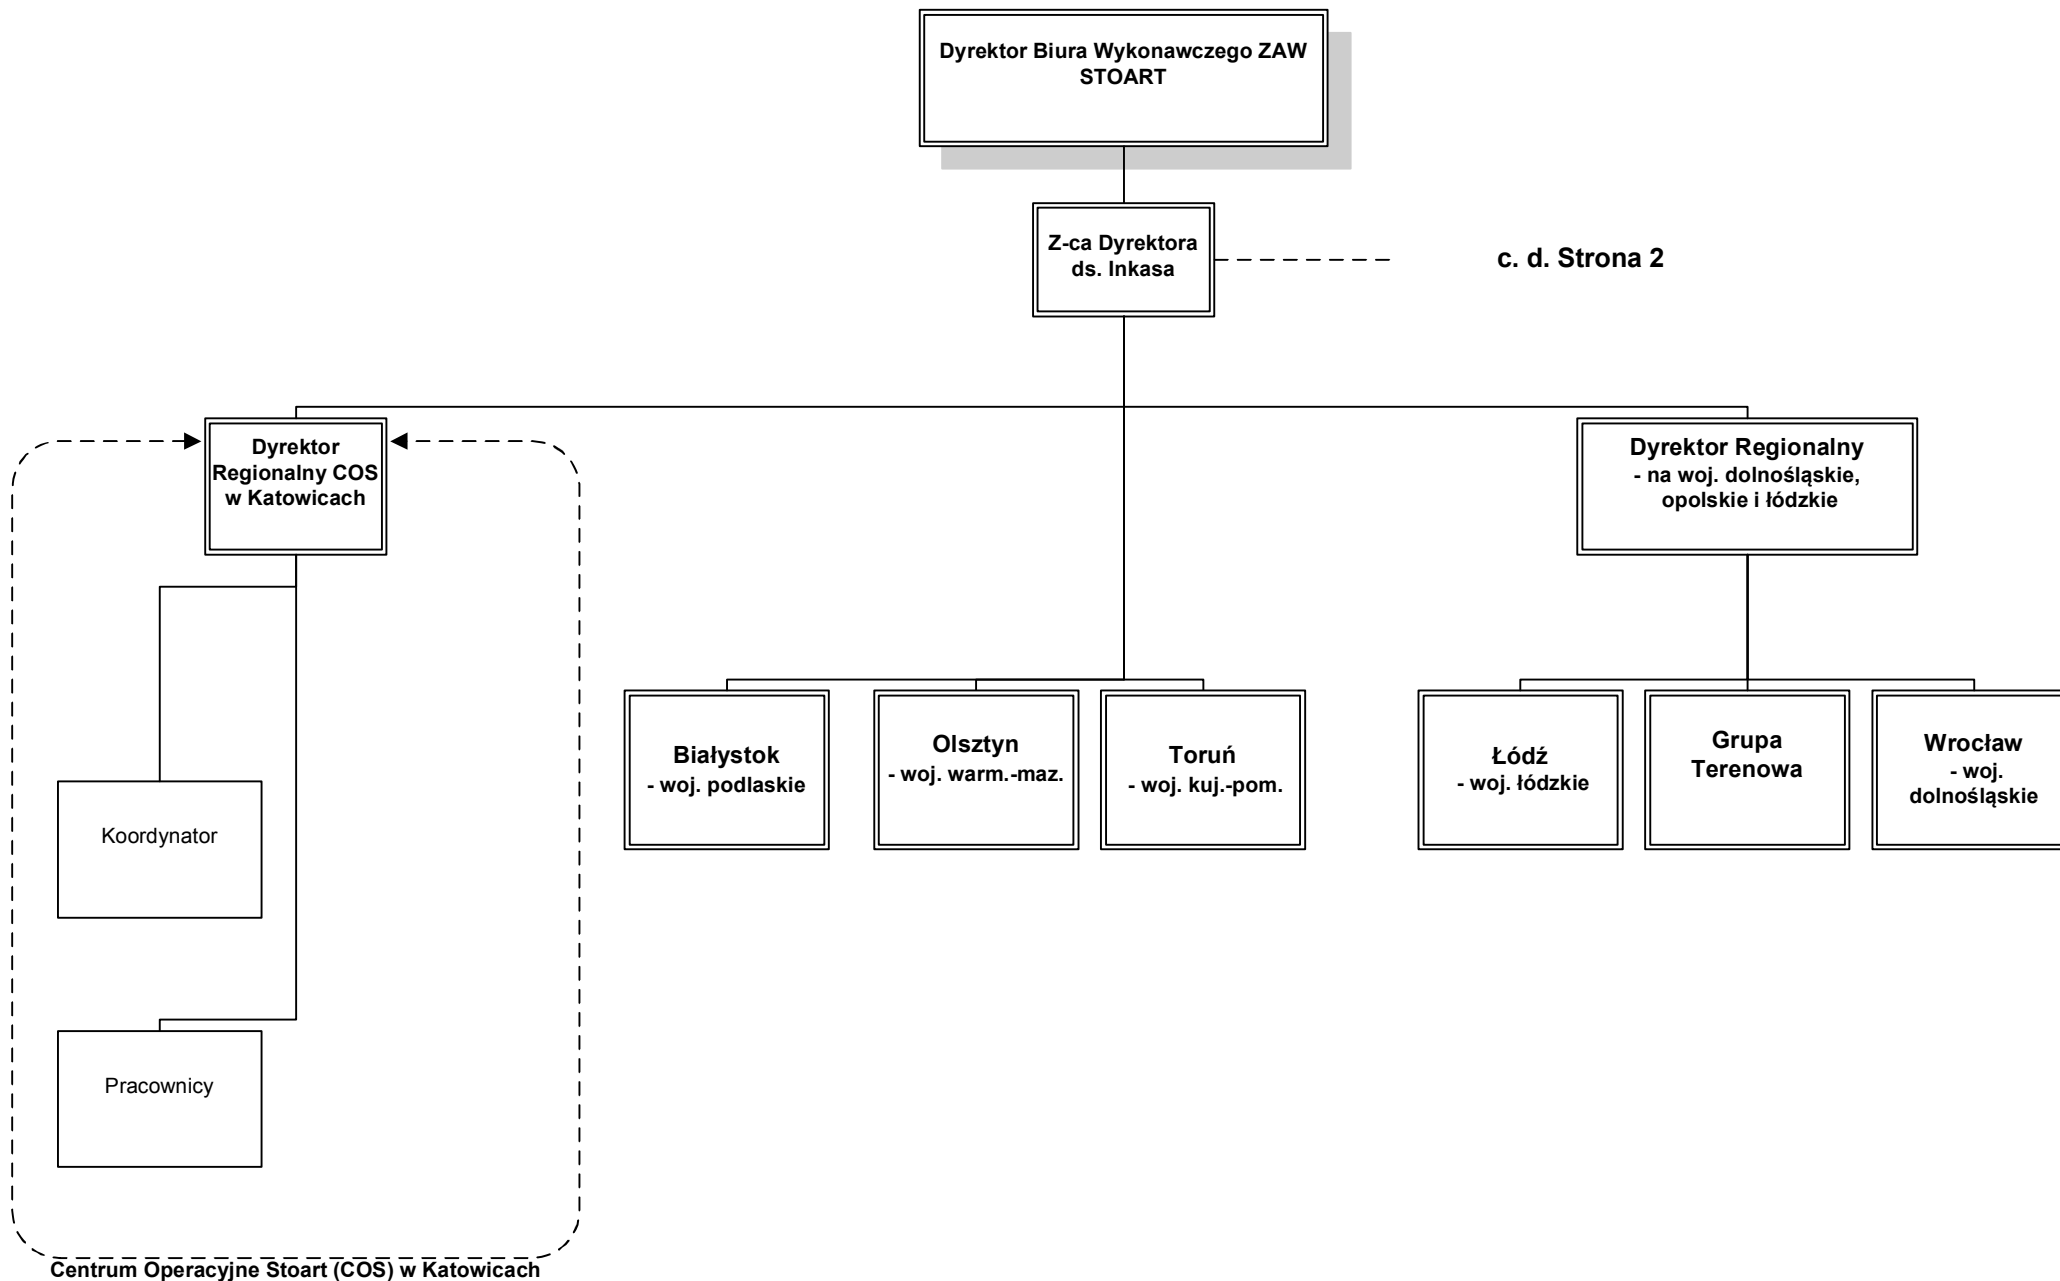 Dyrektor Biura Wykonawczego ZAW
STOART
Z-ca Dyrektora
ds. Inkasa
c. d. Strona 2
Dyrektor
Regionalny COS
w Katowicach
Dyrektor Regionalny
- na woj. dolnośląskie,
opolskie i łódzkie
Białystok
- woj. podlaskie
Olsztyn
- woj. warm.-maz.
Toruń
- woj. kuj.-pom.
Łódź
- woj. łódzkie
Grupa
Terenowa
Wrocław
- woj.
dolnośląskie
Koordynator
Pracownicy
Centrum Operacyjne Stoart (COS) w Katowicach